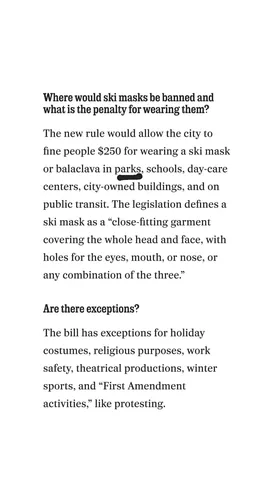 Where would ski masks be banned and
what is the penalty for wearing them?
The new rule would allow the city to
fine people $250 for wearing a ski mask
or balaclava in parks, schools, day-care
centers, city-owned buildings, and on
public transit. The legislation defines a
ski mask as a “close-fitting garment
covering the whole head and face, with
holes for the eyes, mouth, or nose, or
any combination of the three.”
Are there exceptions?
The bill has exceptions for holiday
costumes, religious purposes, work
safety, theatrical productions, winter
sports, and “First Amendment
activities,” like protesting.